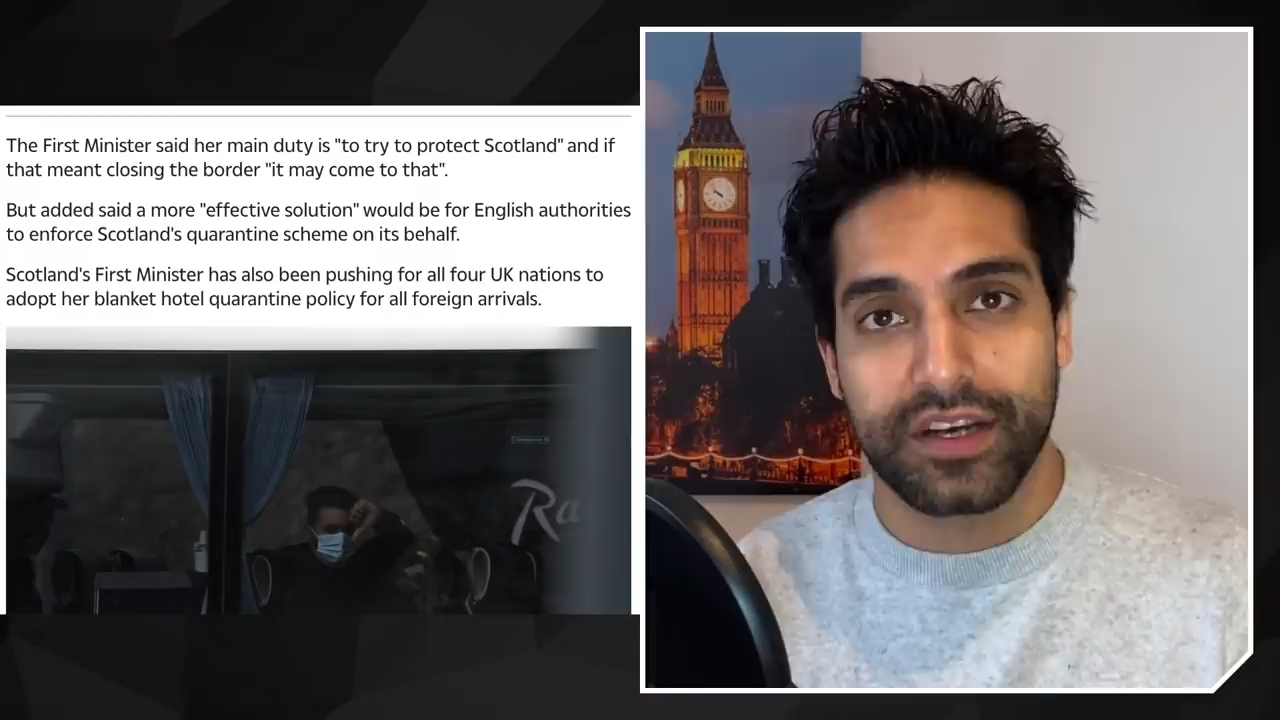 The First Minister said her main duty is "to try to protect Scotland" and if
that meant closing the border "it may come to that".
But added said a more "effective solution" would be for English authorities
to enforce Scotland's quarantine scheme on its behalf.
Scotland's First Minister has also been pushing for all four UK nations to
adopt her blanket hotel quarantine policy for all foreign arrivals.
Ra